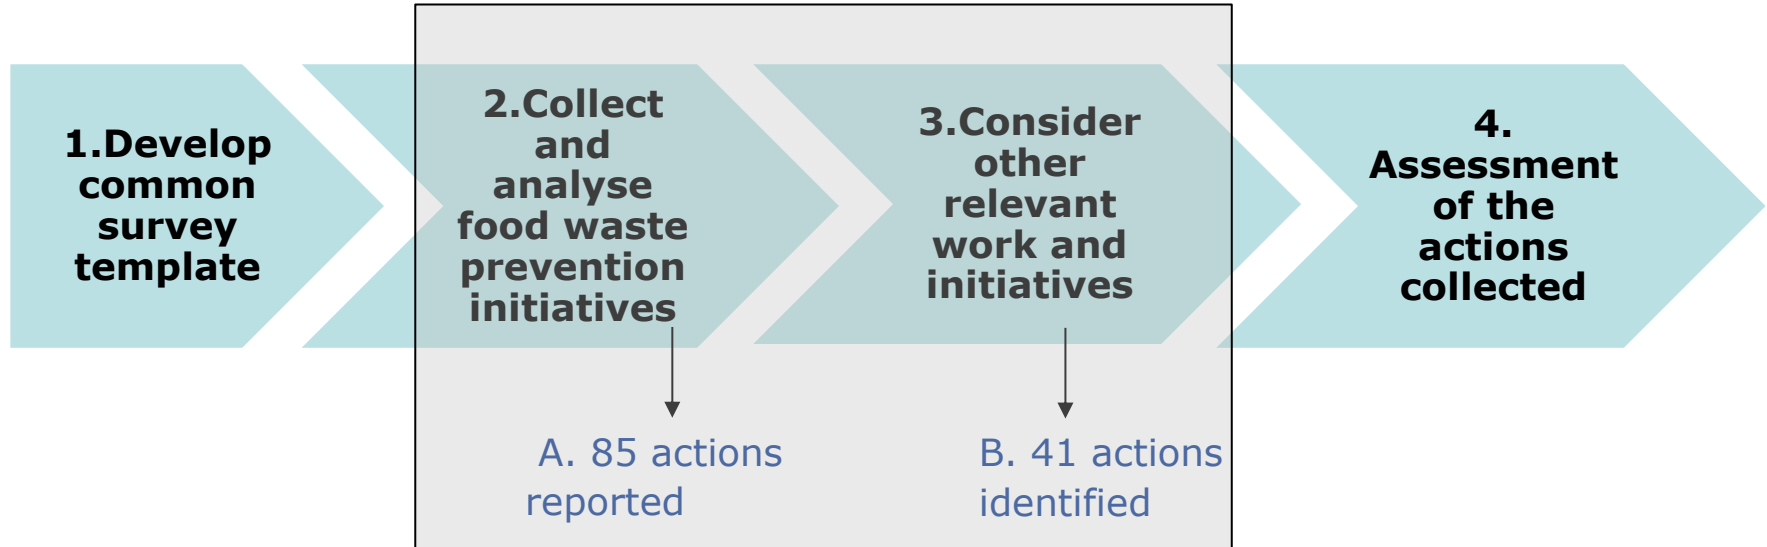 1.Develop
common
survey
template
2.Collect
and
analyse
food waste
prevention
initiatives
3.Consider
other
relevant
work and
initiatives
4.
Assessment
of the
actions
collected
A. 85 actions
reported
B. 41 actions
identified